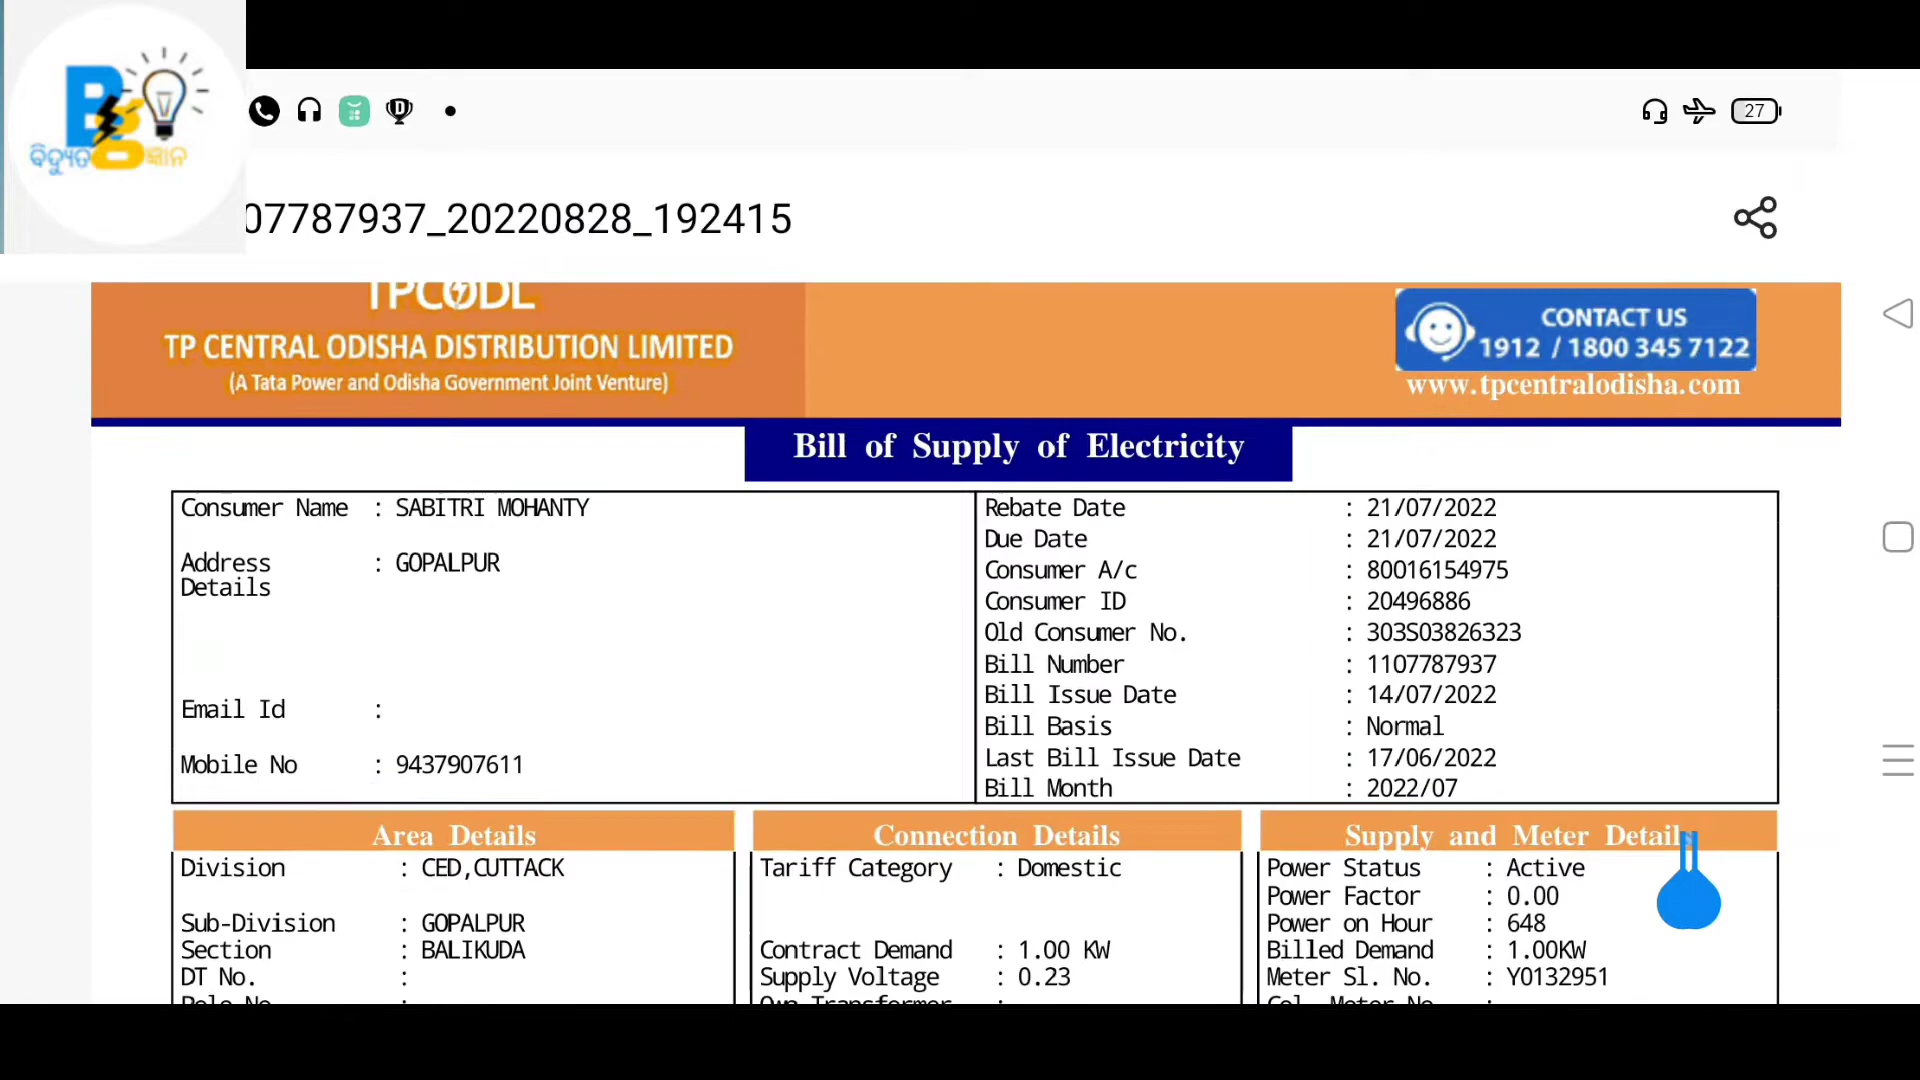 B
ବିଦ୍ୟୁତ ଜ୍ଞାନ
27
07787937_20220828_192415
TPCODL
TP CENTRAL ODISHA DISTRIBUTION LIMITED
(A Tata Power and Odisha Government Joint Venture)
CONTACT US
1912 / 1800 345 7122
www.tpcentralodisha.com
Bill of Supply of Electricity
Consumer Name : SABITRI MOHANTY
Address Details : GOPALPUR
Email Id :
Mobile No : 9437907611
Rebate Date : 21/07/2022
Due Date : 21/07/2022
Consumer A/c : 80016154975
Consumer ID : 20496886
Old Consumer No. : 303S03826323
Bill Number : 1107787937
Bill Issue Date : 14/07/2022
Bill Basis : Normal
Last Bill Issue Date : 17/06/2022
Bill Month : 2022/07
Area Details
Division : CED,CUTTACK
Sub-Division : GOPALPUR
Section : BALIKUDA
DT No. :
Pole No :
Connection Details
Tariff Category : Domestic
Contract Demand : 1.00 KW
Supply Voltage : 0.23
Own Transformer :
Supply and Meter Details
Power Status : Active
Power Factor : 0.00
Power on Hour : 648
Billed Demand : 1.00KW
Meter Sl. No. : Y0132951